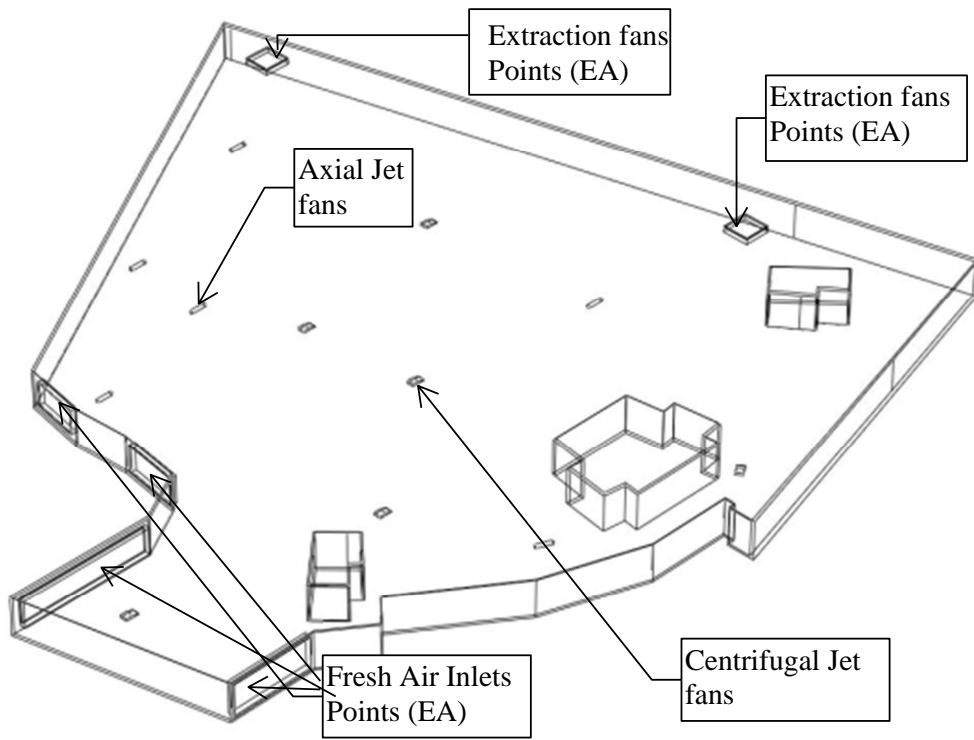 Extraction fans
Points (EA)
Extraction fans
Points (EA)
Axial Jet
fans
Centrifugal Jet
fans
Fresh Air Inlets
Points (EA)